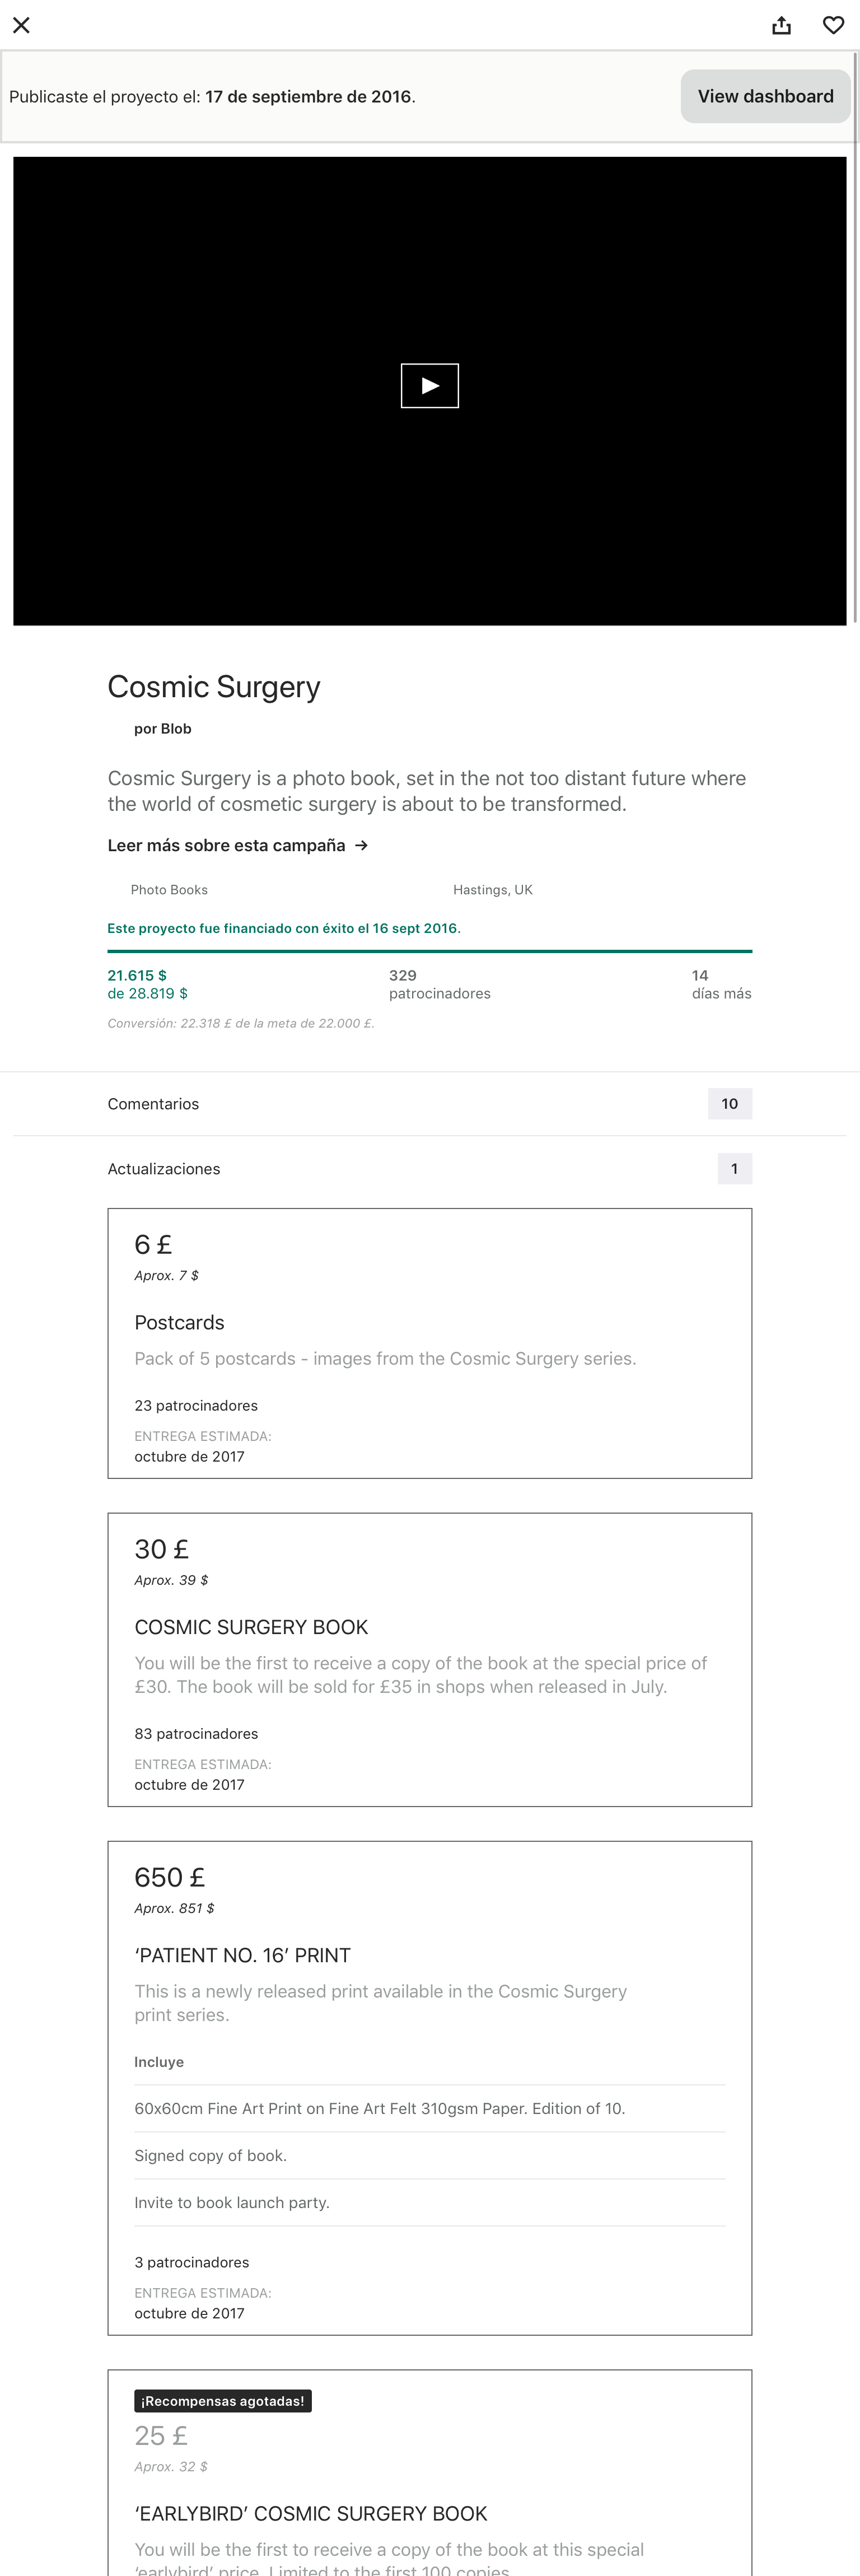 Publicaste el proyecto el: 17 de septiembre de 2016.
View dashboard
Cosmic Surgery
por Blob
Cosmic Surgery is a photo book, set in the not too distant future where
the world of cosmetic surgery is about to be transformed.
Leer más sobre esta campaña →
Photo Books
Hastings, UK
Este proyecto fue financiado con éxito el 16 sept 2016.
21.615 $
de 28.819 $
329
patrocinadores
14
días más
Conversión: 22.318 £ de la meta de 22.000 £.
Comentarios
10
Actualizaciones
1
6 £
Aprox. 7 $
Postcards
Pack of 5 postcards - images from the Cosmic Surgery series.
23 patrocinadores
ENTREGA ESTIMADA:
octubre de 2017
30 £
Aprox. 39 $
COSMIC SURGERY BOOK
You will be the first to receive a copy of the book at the special price of
£30. The book will be sold for £35 in shops when released in July.
83 patrocinadores
ENTREGA ESTIMADA:
octubre de 2017
650 £
Aprox. 851 $
‘PATIENT NO. 16’ PRINT
This is a newly released print available in the Cosmic Surgery
print series.
Incluye
60x60cm Fine Art Print on Fine Art Felt 310gsm Paper. Edition of 10.
Signed copy of book.
Invite to book launch party.
3 patrocinadores
ENTREGA ESTIMADA:
octubre de 2017
¡Recompensas agotadas!
25 £
Aprox. 32 $
‘EARLYBIRD’ COSMIC SURGERY BOOK
You will be the first to receive a copy of the book at this special
‘earlybird’ price. Limited to the first 100 copies.